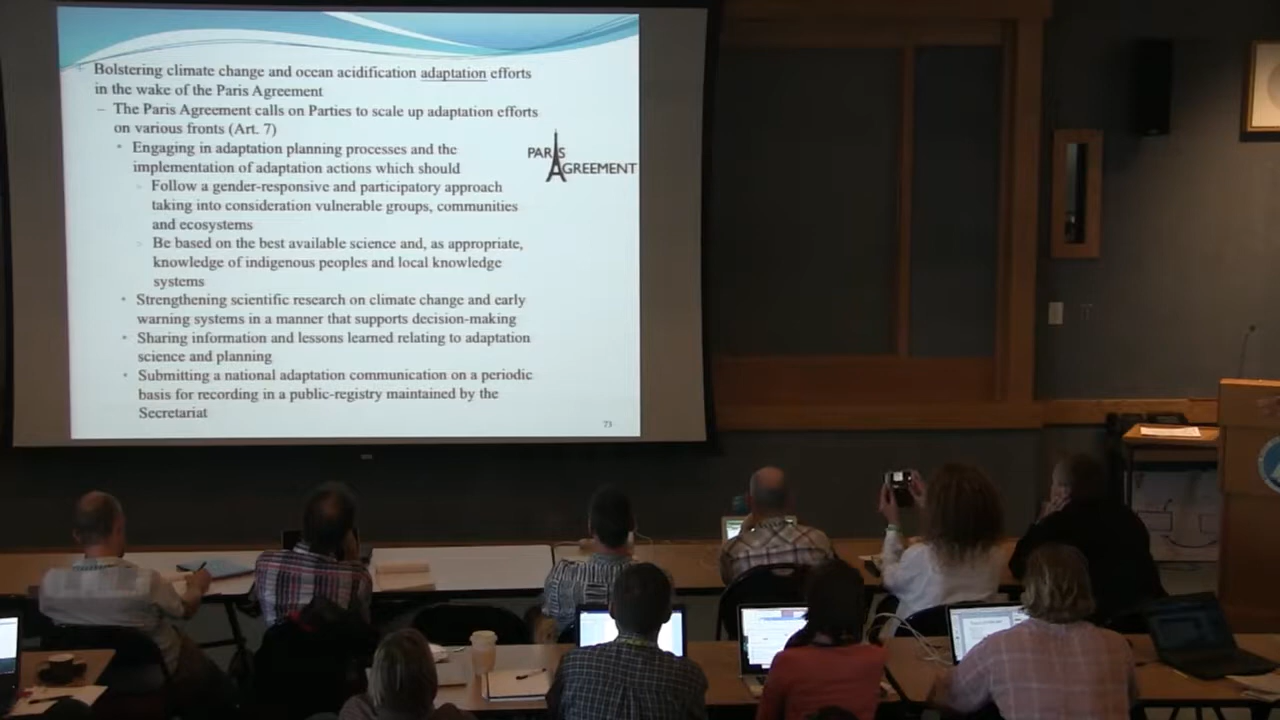 Bolstering climate change and ocean acidification adaptation efforts
in the wake of the Paris Agreement
– The Paris Agreement calls on Parties to scale up adaptation efforts
on various fronts (Art. 7)
• Engaging in adaptation planning processes and the
implementation of adaptation actions which should
Follow a gender-responsive and participatory approach
taking into consideration vulnerable groups, communities
and ecosystems
Be based on the best available science and, as appropriate,
knowledge of indigenous peoples and local knowledge
systems
• Strengthening scientific research on climate change and early
warning systems in a manner that supports decision-making
• Sharing information and lessons learned relating to adaptation
science and planning
• Submitting a national adaptation communication on a periodic
basis for recording in a public-registry maintained by the
Secretariat
PARIS
AGREEMENT
73